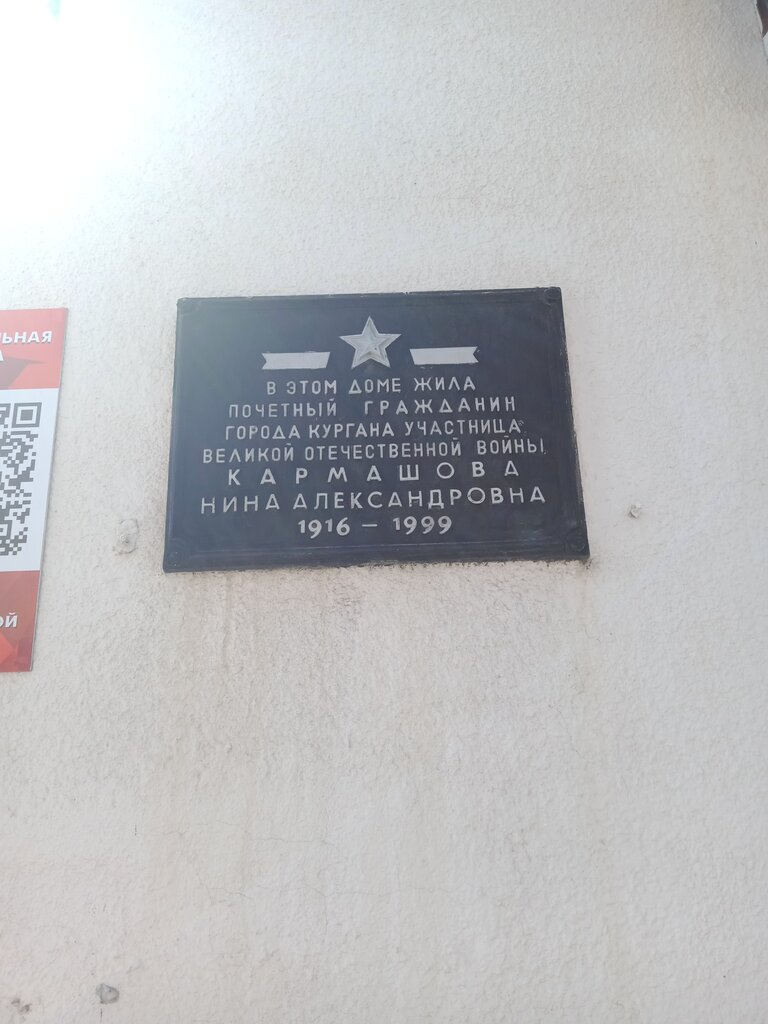 В ЭТОМ ДОМЕ ЖИЛА
ПОЧЕТНЫЙ ГРАЖДАНИН
ГОРОДА КУРГАНА УЧАСТНИЦА
ВЕЛИКОЙ ОТЕЧЕСТВЕННОЙ ВОЙНЫ
КАРМАШОВА
НИНА АЛЕКСАНДРОВНА
1916 – 1999